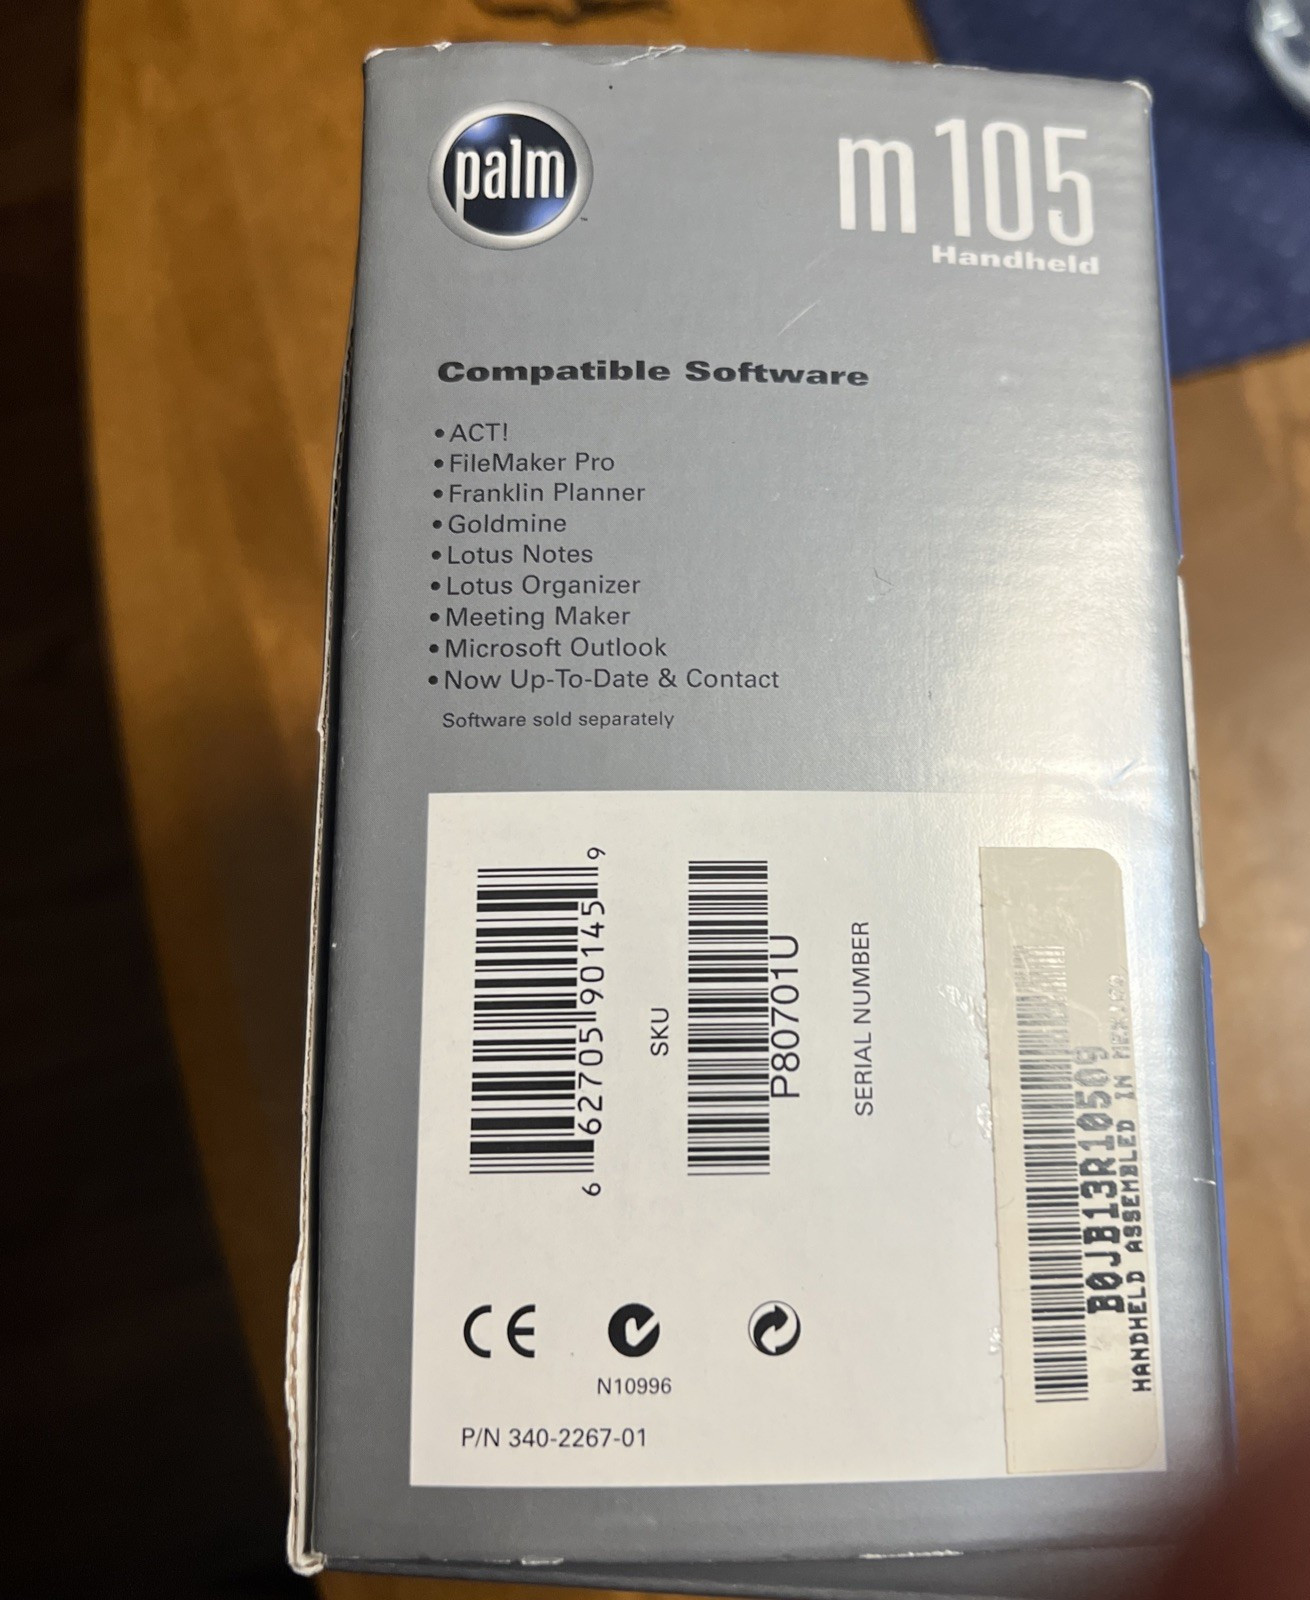 palm
™
m105
Handheld
Compatible Software
• ACT!
• FileMaker Pro
• Franklin Planner
• Goldmine
• Lotus Notes
• Lotus Organizer
• Meeting Maker
• Microsoft Outlook
• Now Up-To-Date & Contact
Software sold separately
6 62705 90145 9
SKU
P80701U
SERIAL NUMBER
B0JB13R10509
HANDHELD ASSEMBLED IN MEXICO
CE
N10996
P/N 340-2267-01